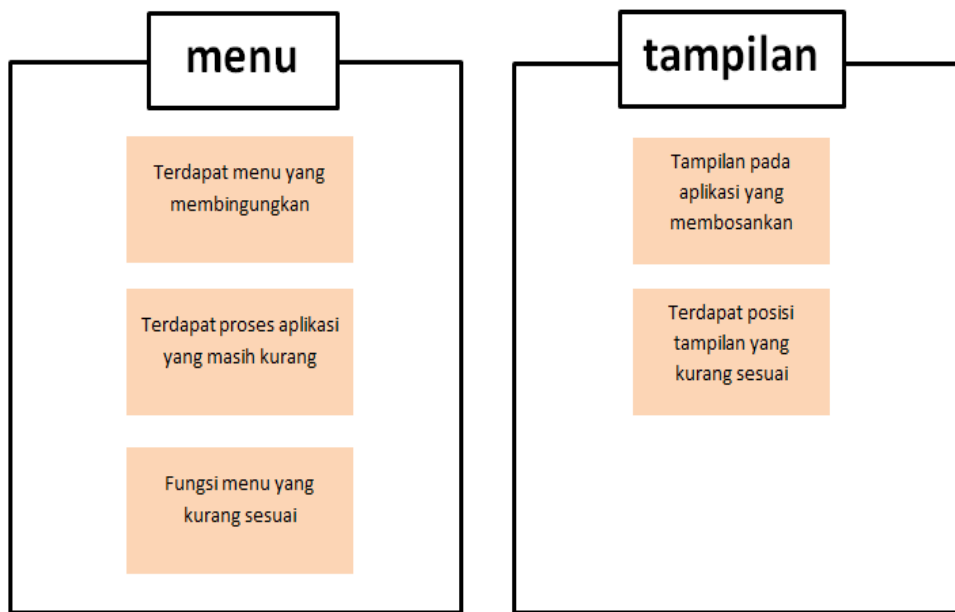 menu
Terdapat menu yang
membingungkan
Terdapat proses aplikasi
yang masih kurang
Fungsi menu yang
kurang sesuai
tampilan
Tampilan pada
aplikasi yang
membosankan
Terdapat posisi
tampilan yang
kurang sesuai